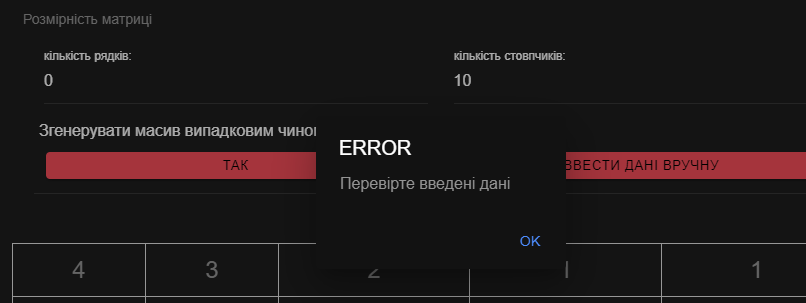 Розмірність матриці
кількість рядків:
кількість стовпчиків:
0
10
Згенерувати масив випадковим чином
ERROR
ТАК
ВВЕСТИ ДАНІ ВРУЧНУ
Перевірте введені дані
OK
4 3 2 1 1